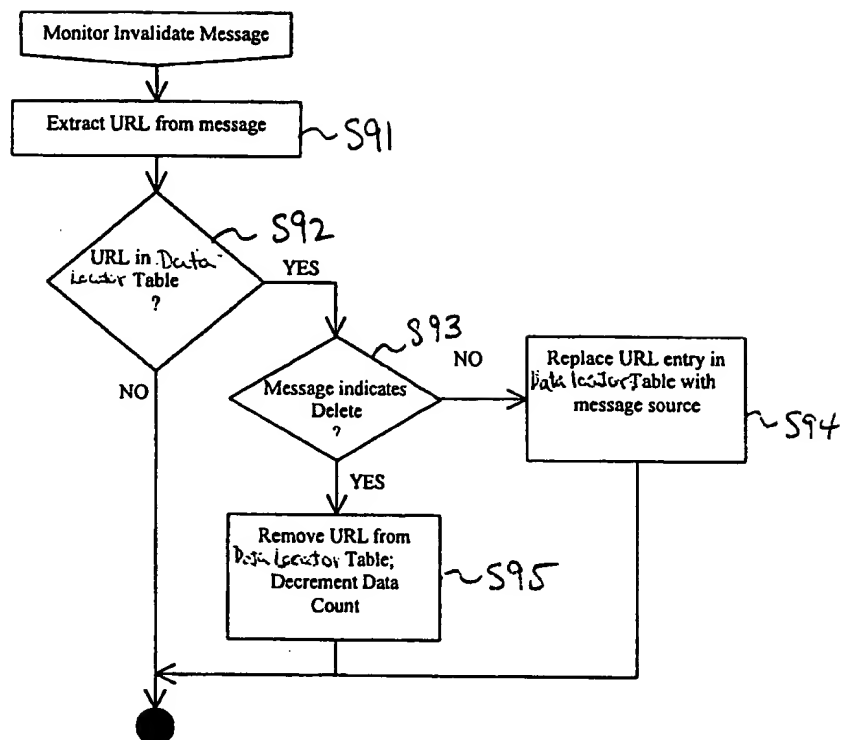 Monitor Invalidate Message
Extract URL from message
S91
S92
URL in Data
Locator Table
?
YES
NO
S93
Message indicates
Delete
?
NO
YES
Replace URL entry in
Data locator Table with
message source
S94
Remove URL from
Data locator Table;
Decrement Data
Count
S95